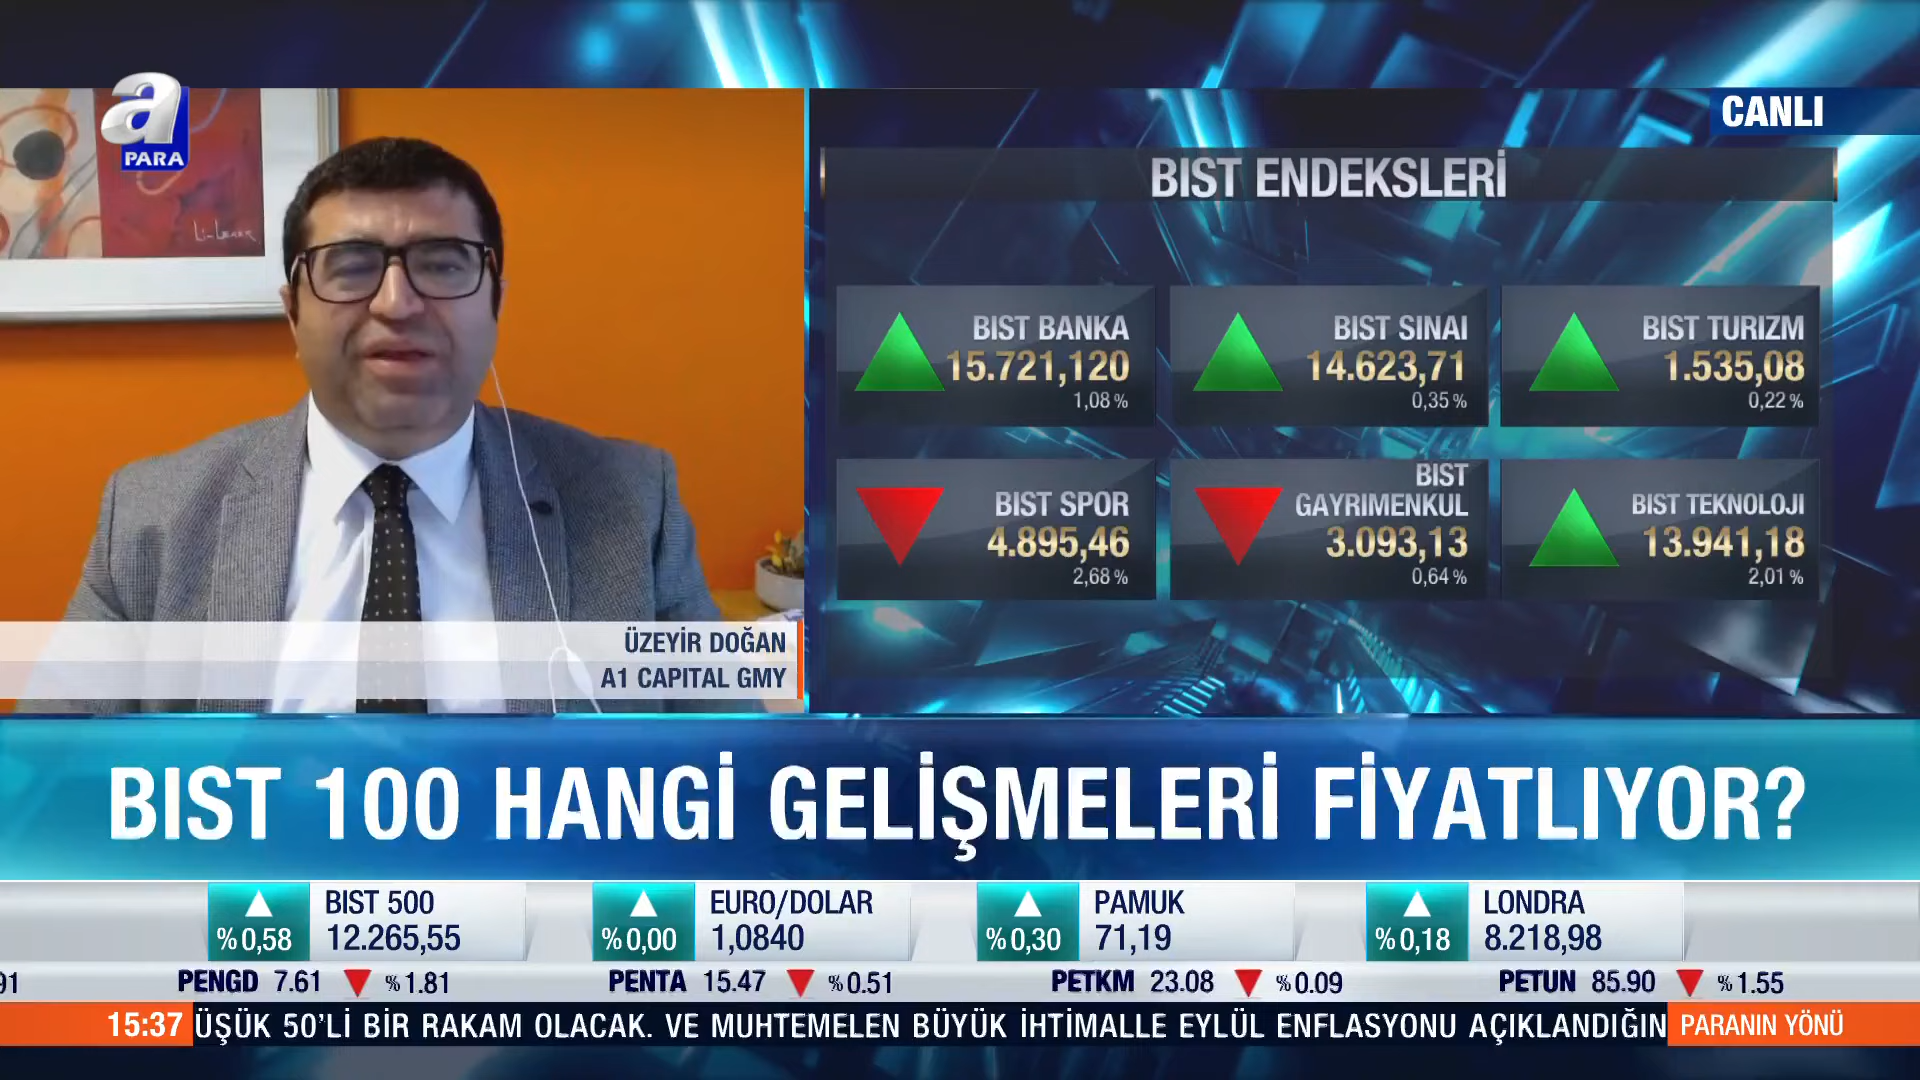 a
PARA
Li-Leger
CANLI
BIST ENDEKSLERİ
BIST BANKA
15.721,120
1,08 %
BIST SINAI
14.623,71
0,35 %
BIST TURIZM
1.535,08
0,22 %
BIST SPOR
4.895,46
2,68 %
BIST
GAYRIMENKUL
3.093,13
0,64 %
BIST TEKNOLOJI
13.941,18
2,01 %
ÜZEYİR DOĞAN
A1 CAPITAL GMY
BIST 100 HANGİ GELİŞMELERİ FİYATLIYOR?
%0,58 BIST 500 12.265,55
%0,00 EURO/DOLAR 1,0840
%0,30 PAMUK 71,19
%0,18 LONDRA 8.218,98
91 PENGD 7.61 %1.81 PENTA 15.47 %0.51 PETKM 23.08 %0.09 PETUN 85.90 %1.55
15:37 ÜŞÜK 50'Lİ BİR RAKAM OLACAK. VE MUHTEMELEN BÜYÜK İHTİMALLE EYLÜL ENFLASYONU AÇIKLANDIĞIN PARANIN YÖNÜ